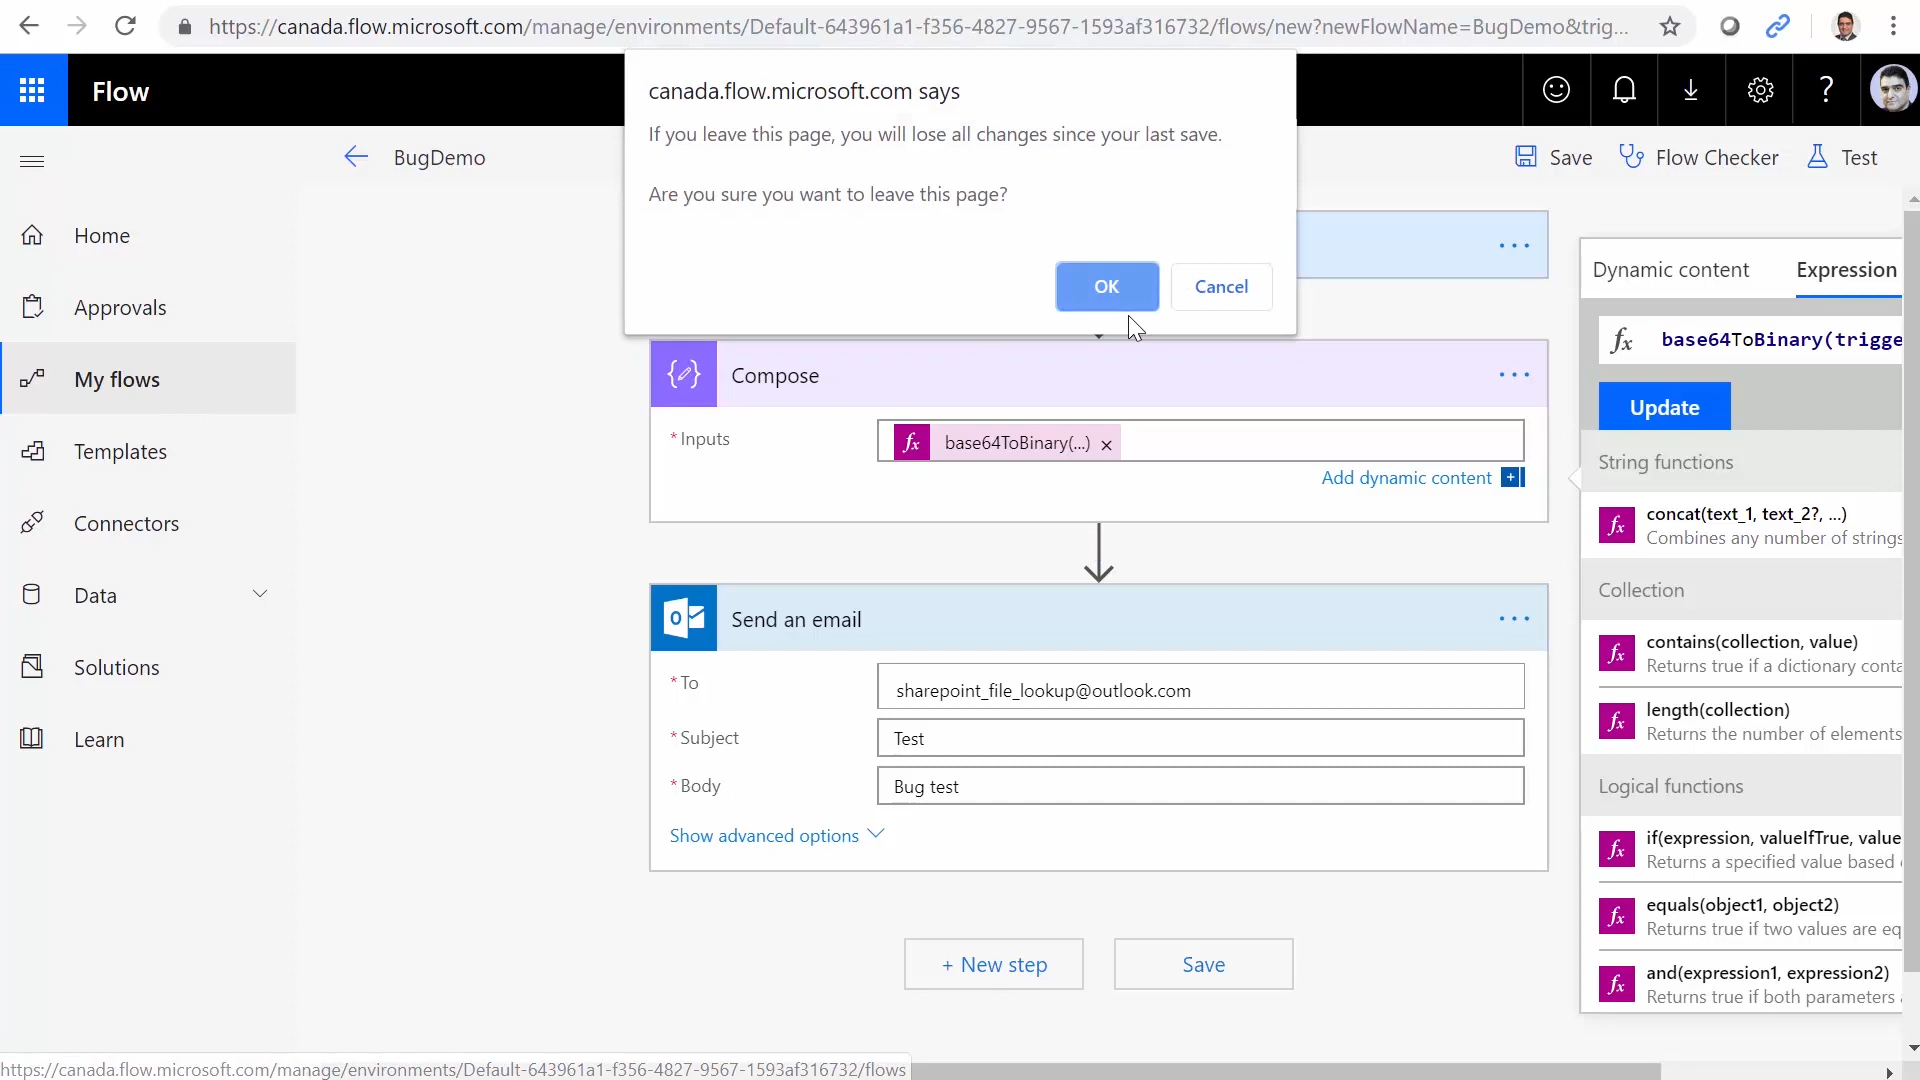 https://canada.flow.microsoft.com/manage/environments/Default-643961a1-f356-4827-9567-1593af316732/flows/new?newFlowName=BugDemo&trig...
Flow
canada.flow.microsoft.com says
If you leave this page, you will lose all changes since your last save.
Are you sure you want to leave this page?
OK
Cancel
BugDemo
Save
Flow Checker
Test
Home
Approvals
My flows
Templates
Connectors
Data
Solutions
Learn
Compose
* Inputs
fx base64ToBinary(...) ×
Add dynamic content +
Send an email
* To
sharepoint_file_lookup@outlook.com
* Subject
Test
* Body
Bug test
Show advanced options
+ New step
Save
Dynamic content
Expression
fx base64ToBinary(trigge
Update
String functions
fx concat(text_1, text_2?, ...)
Combines any number of strings
Collection
fx contains(collection, value)
Returns true if a dictionary conta
fx length(collection)
Returns the number of elements
Logical functions
fx if(expression, valueIfTrue, value
Returns a specified value based
fx equals(object1, object2)
Returns true if two values are eq
fx and(expression1, expression2)
Returns true if both parameters
https://canada.flow.microsoft.com/manage/environments/Default-643961a1-f356-4827-9567-1593af316732/flows